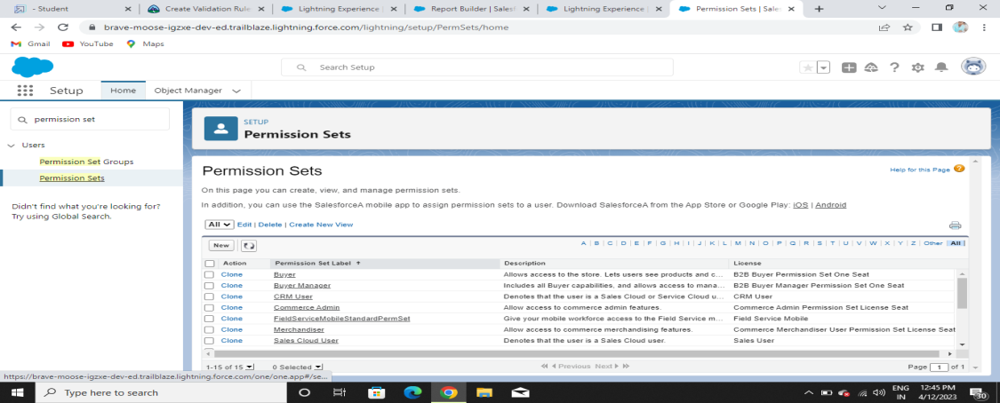 - Student
Create Validation Rule
Lightning Experience
Report Builder | Salesf
Lightning Experience
Permission Sets | Sales
brave-moose-igzxe-dev-ed.trailblaze.lightning.force.com/lightning/setup/PermSets/home
Gmail YouTube Maps
Search Setup
Setup Home Object Manager
permission set
Users
Permission Set Groups
Permission Sets
Didn't find what you're looking for?
Try using Global Search.
SETUP
Permission Sets
Permission Sets
Help for this Page
On this page you can create, view, and manage permission sets.
In addition, you can use the SalesforceA mobile app to assign permission sets to a user. Download SalesforceA from the App Store or Google Play: iOS | Android
All Edit | Delete | Create New View
New A | B | C | D | E | F | G | H | I | J | K | L | M | N | O | P | Q | R | S | T | U | V | W | X | Y | Z | Other All
Action Permission Set Label ↑ Description License
Clone Buyer Allows access to the store. Lets users see products and c... B2B Buyer Permission Set One Seat
Clone Buyer Manager Includes all Buyer capabilities, and allows access to mana... B2B Buyer Manager Permission Set One Seat
Clone CRM User Denotes that the user is a Sales Cloud or Service Cloud u... CRM User
Clone Commerce Admin Allow access to commerce admin features. Commerce Admin Permission Set License Seat
Clone FieldServiceMobileStandardPermSet Give your mobile workforce access to the Field Service m... Field Service Mobile
Clone Merchandiser Allow access to commerce merchandising features. Commerce Merchandiser User Permission Set License Seat
Clone Sales Cloud User Denotes that the user is a Sales Cloud user. Sales User
1-15 of 15 0 Selected Previous Next Page 1 of 1
https://brave-moose-igzxe-dev-ed.trailblaze.lightning.force.com/one/one.app#/se...
Type here to search
ENG
IN
12:45 PM
4/12/2023
30